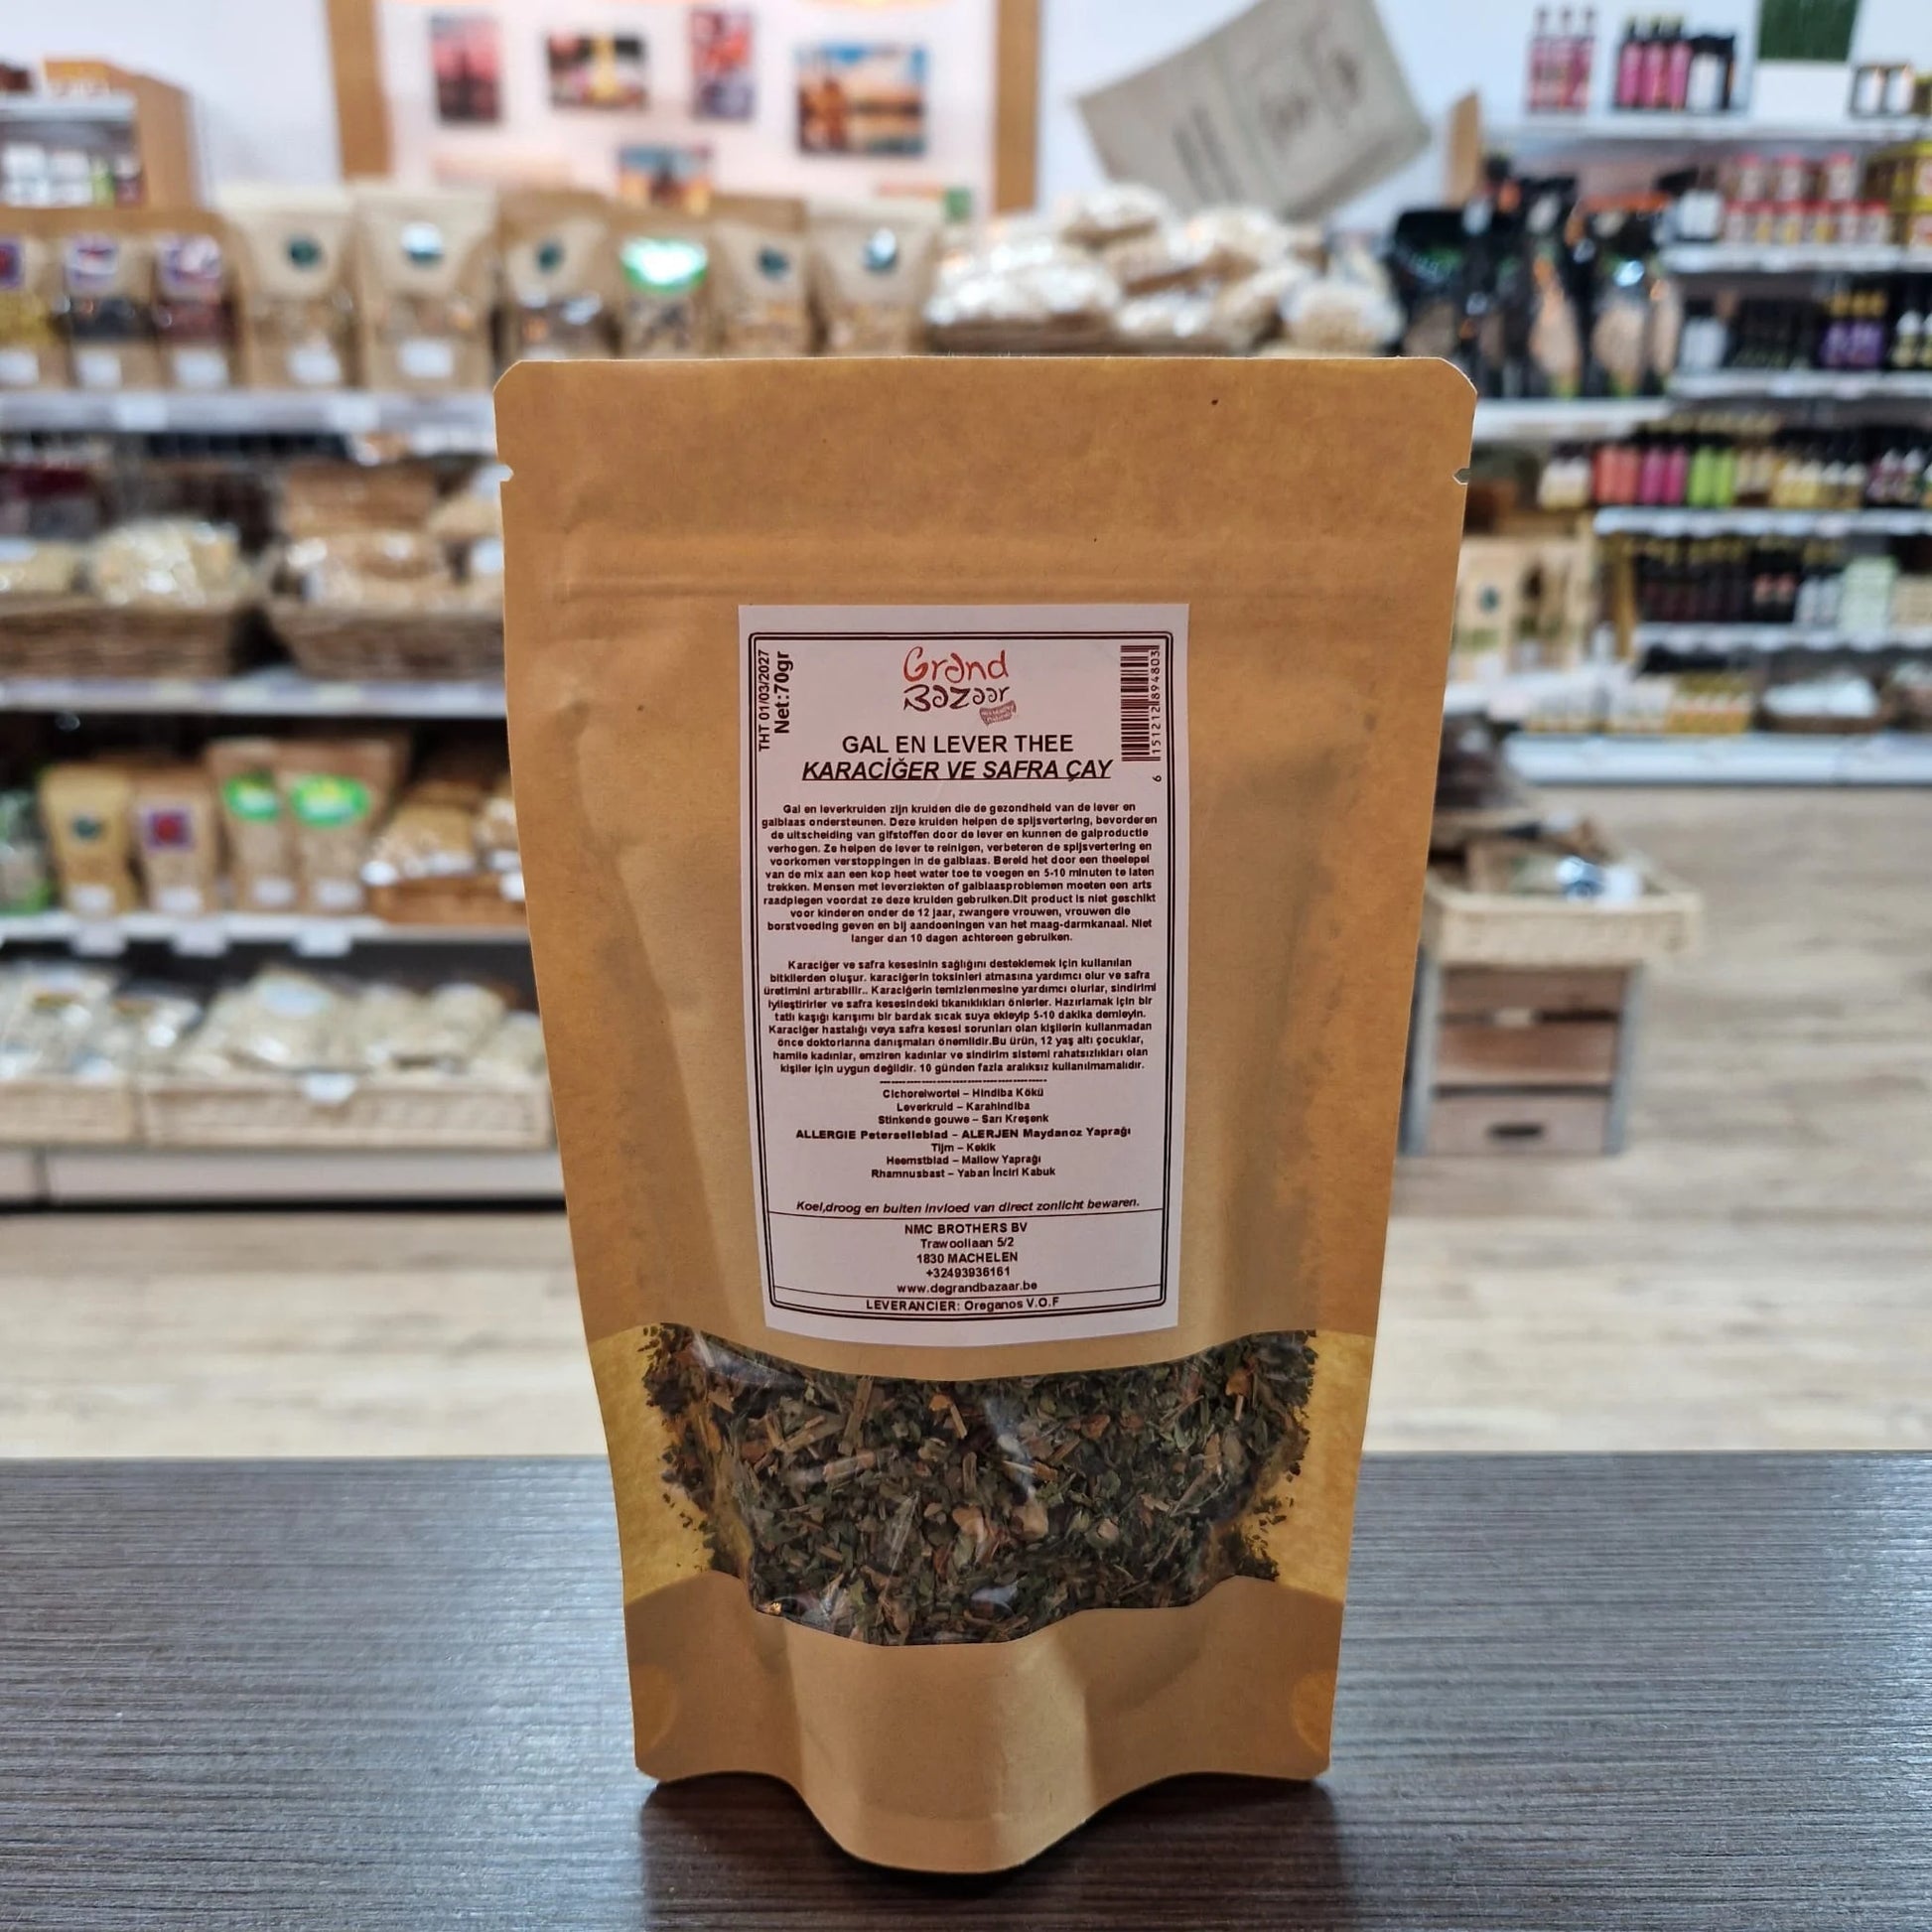 THT 01/03/2027
Net:70gr
Grand
Bazaar
6 151212 894803
GAL EN LEVER THEE
KARACİĞER VE SAFRA ÇAY
Gal en leverkruiden zijn kruiden die de gezondheid van de lever en
galblaas ondersteunen. Deze kruiden helpen de spijsvertering, bevorderen
de uitscheiding van gifstoffen door de lever en kunnen de galproductie
verhogen. Ze helpen de lever te reinigen, verbeteren de spijsvertering en
voorkomen verstoppingen in de galblaas. Bereid het door een theelepel
van de mix aan een kop heet water toe te voegen en 5-10 minuten te laten
trekken. Mensen met leverziekten of galblaasproblemen moeten een arts
raadplegen voordat ze deze kruiden gebruiken.Dit product is niet geschikt
voor kinderen onder de 12 jaar, zwangere vrouwen, vrouwen die
borstvoeding geven en bij aandoeningen van het maag-darmkanaal. Niet
langer dan 10 dagen achtereen gebruiken.
Karaciğer ve safra kesesinin sağlığını desteklemek için kullanılan
bitkilerden oluşur. karaciğerin toksinleri atmasına yardımcı olur ve safra
üretimini artırabilir.. Karaciğerin temizlenmesine yardımcı olurlar, sindirimi
iyileştirirler ve safra kesesindeki tıkanıklıkları önlerler. Hazırlamak için bir
tatlı kaşığı karışımı bir bardak sıcak suya ekleyip 5-10 dakika demleyin.
Karaciğer hastalığı veya safra kesesi sorunları olan kişilerin kullanmadan
önce doktorlarına danışmaları önemlidir.Bu ürün, 12 yaş altı çocuklar,
hamile kadınlar, emziren kadınlar ve sindirim sistemi rahatsızlıkları olan
kişiler için uygun değildir. 10 günden fazla aralıksız kullanılmamalıdır.
Cichoreiwortel – Hindiba Kökü
Leverkruid – Karahindiba
Stinkende gouwe – Sarı Kreşenk
ALLERGIE Peterselieblad – ALERJEN Maydanoz Yaprağı
Tijm – Kekik
Heemstblad – Mallow Yaprağı
Rhamnusbast – Yaban İnciri Kabuk
Koel,droog en buiten invloed van direct zonlicht bewaren.
NMC BROTHERS BV
Trawoollaan 5/2
1830 MACHELEN
+32493936161
www.degrandbazaar.be
LEVERANCIER: Oreganos V.O.F